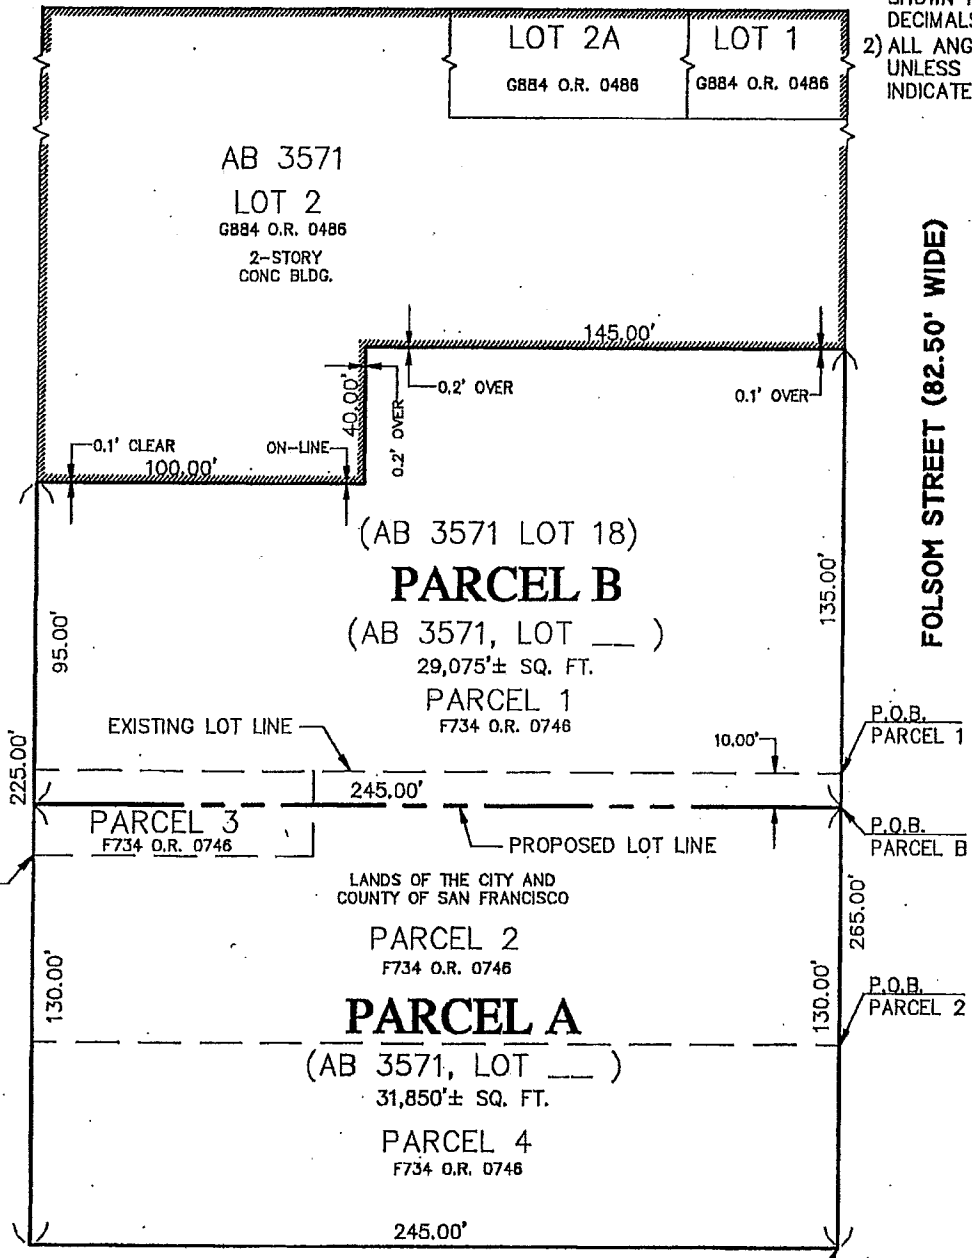 DECIMALS
2) ALL ANG
UNLESS
INDICATE
LOT 2A
G884 O.R. 0486
LOT 1
G884 O.R. 0486
AB 3571
LOT 2
G884 O.R. 0486
2-STORY
CONC BLDG.
FOLSOM STREET (82.50' WIDE)
145.00'
0.2' OVER
0.1' OVER
40.00'
0.2' OVER
0.1' CLEAR
100.00'
ON-LINE
(AB 3571 LOT 18)
PARCEL B
(AB 3571, LOT __ )
29,075'± SQ. FT.
PARCEL 1
F734 O.R. 0746
95.00'
135.00'
EXISTING LOT LINE
10.00'
P.O.B.
PARCEL 1
225.00'
245.00'
PARCEL 3
F734 O.R. 0746
PROPOSED LOT LINE
P.O.B.
PARCEL B
LANDS OF THE CITY AND
COUNTY OF SAN FRANCISCO
265.00'
PARCEL 2
F734 O.R. 0746
130.00'
130.00'
P.O.B.
PARCEL 2
PARCEL A
(AB 3571, LOT __ )
31,850'± SQ. FT.
PARCEL 4
F734 O.R. 0746
245.00'